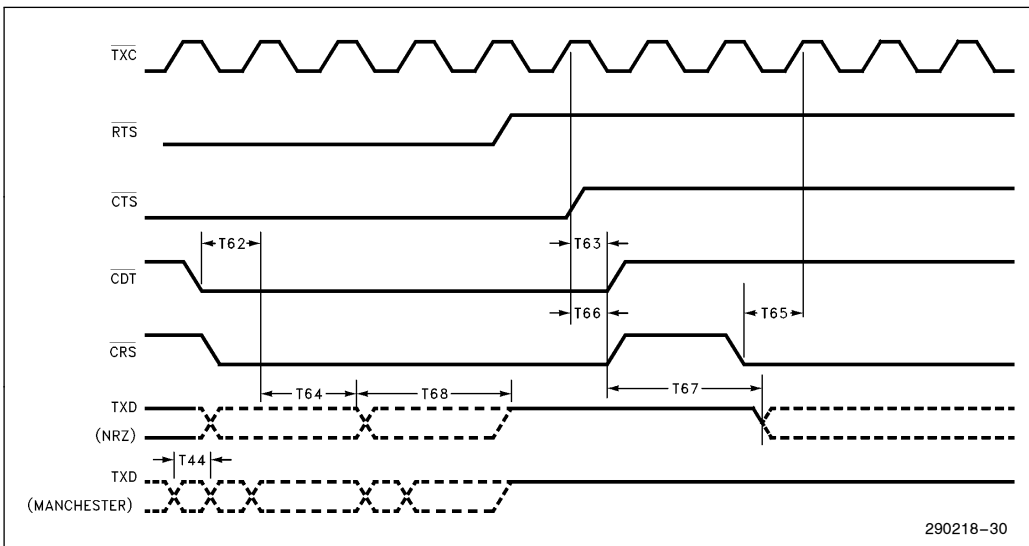 TXC
RTS
CTS
T62
T63
CDT
T66
T65
CRS
T64
T68
T67
TXD
(NRZ)
T44
TXD
(MANCHESTER)
290218-30